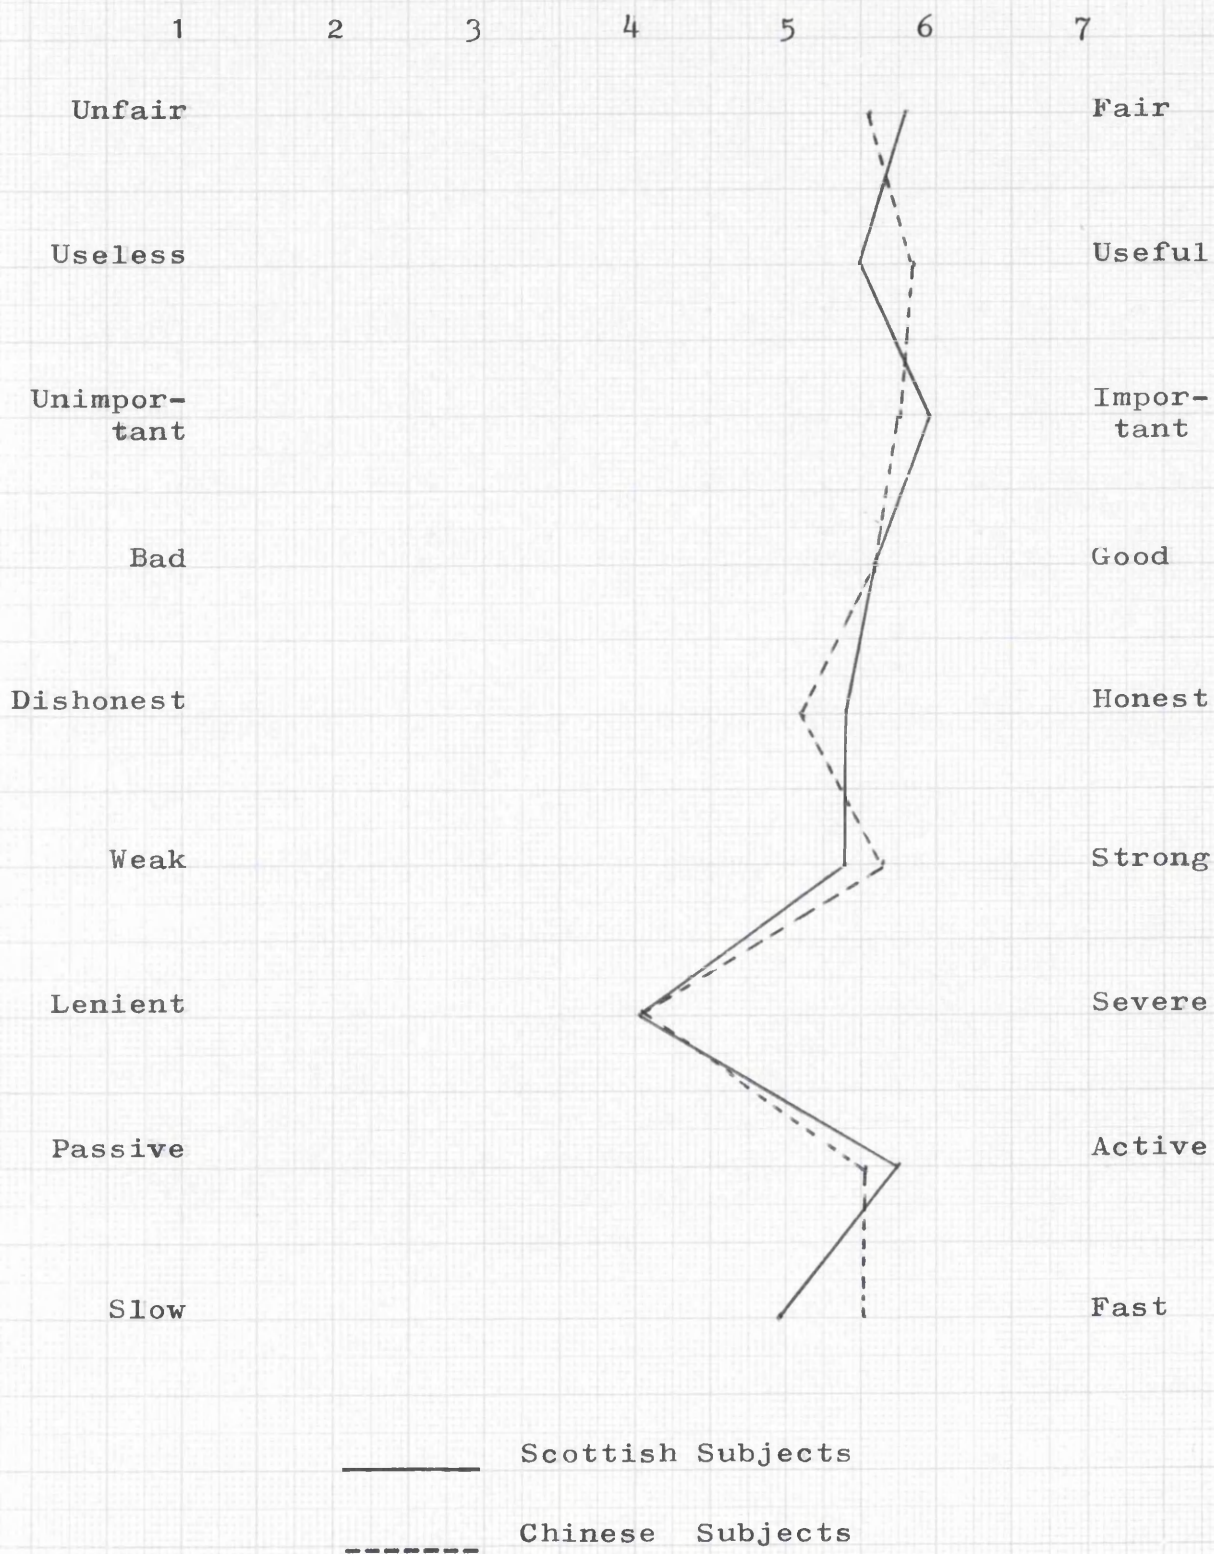 1 2 3 4 5 6 7
Unfair Fair
Useless Useful
Unimpor- Impor-
tant tant
Bad Good
Dishonest Honest
Weak Strong
Lenient Severe
Passive Active
Slow Fast
Scottish Subjects
Chinese Subjects